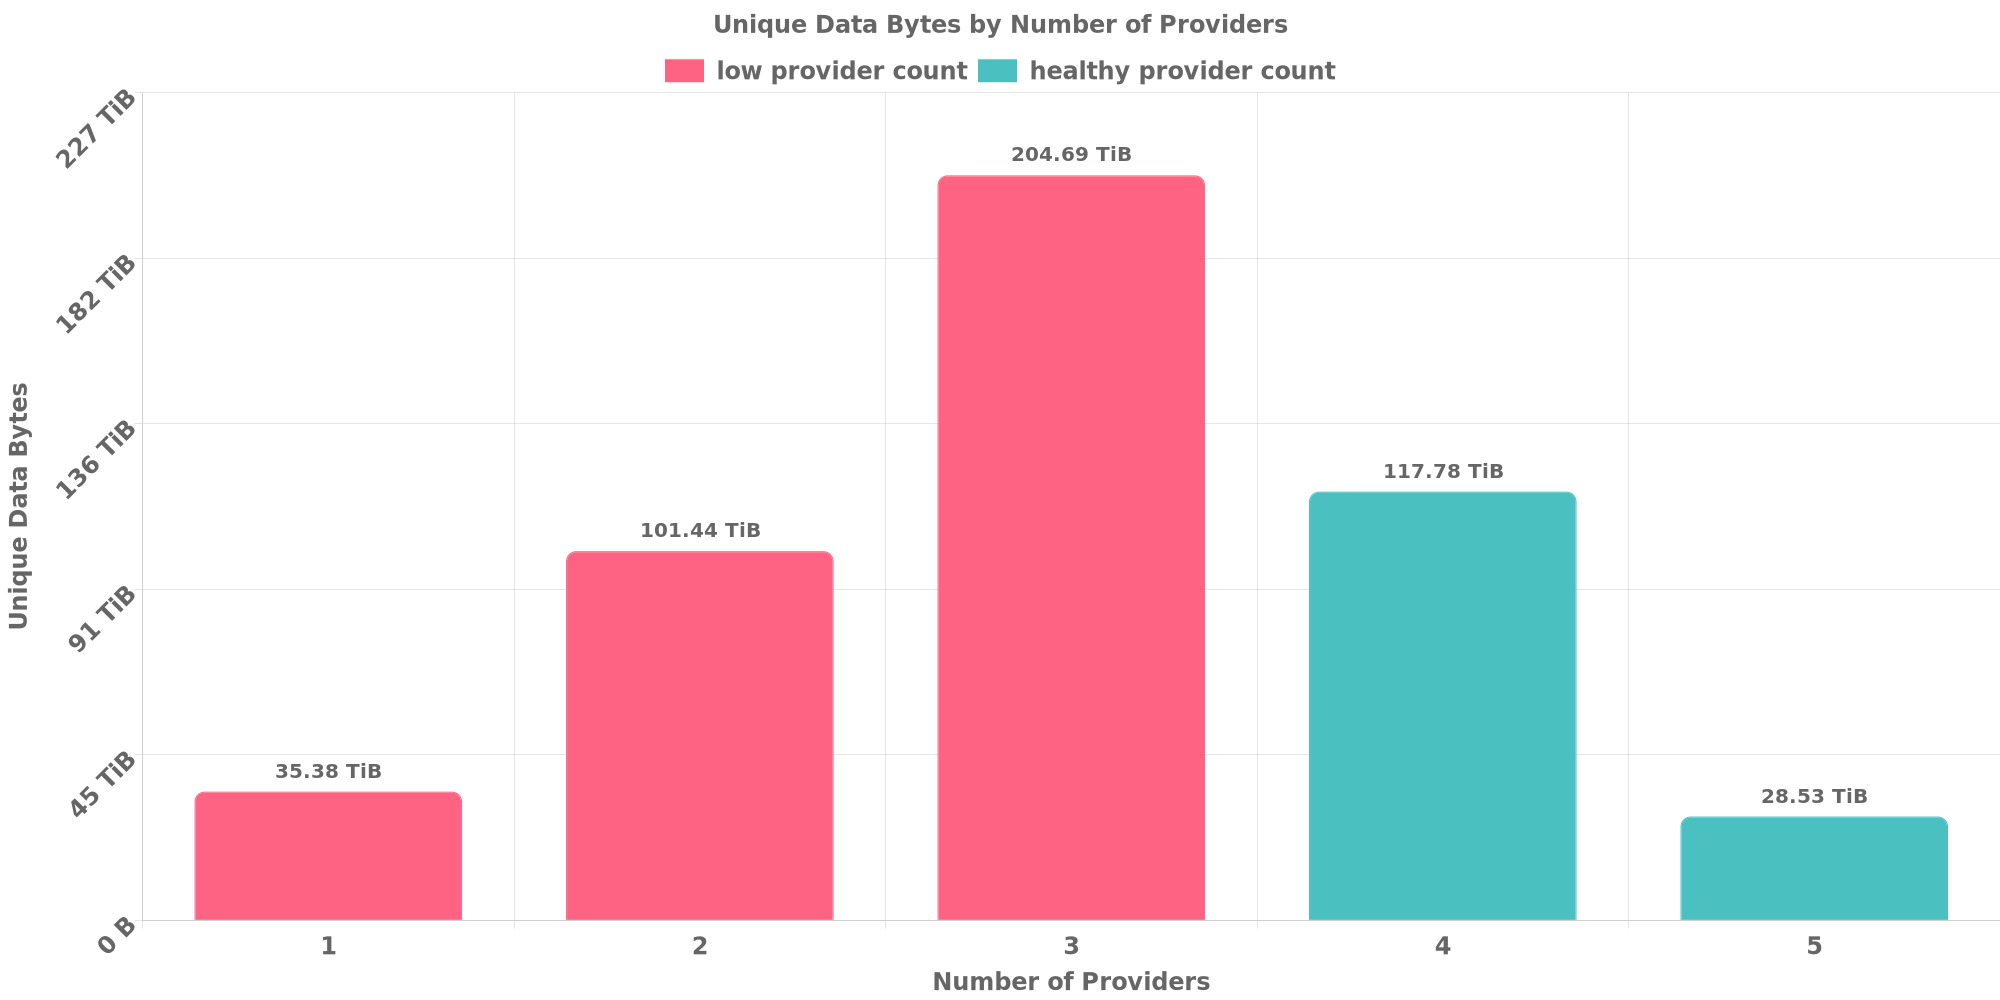 Unique Data Bytes by Number of Providers
low provider count healthy provider count
227 TiB
182 TiB
136 TiB
91 TiB
45 TiB
0 B
Unique Data Bytes
35.38 TiB
101.44 TiB
204.69 TiB
117.78 TiB
28.53 TiB
1 2 3 4 5
Number of Providers